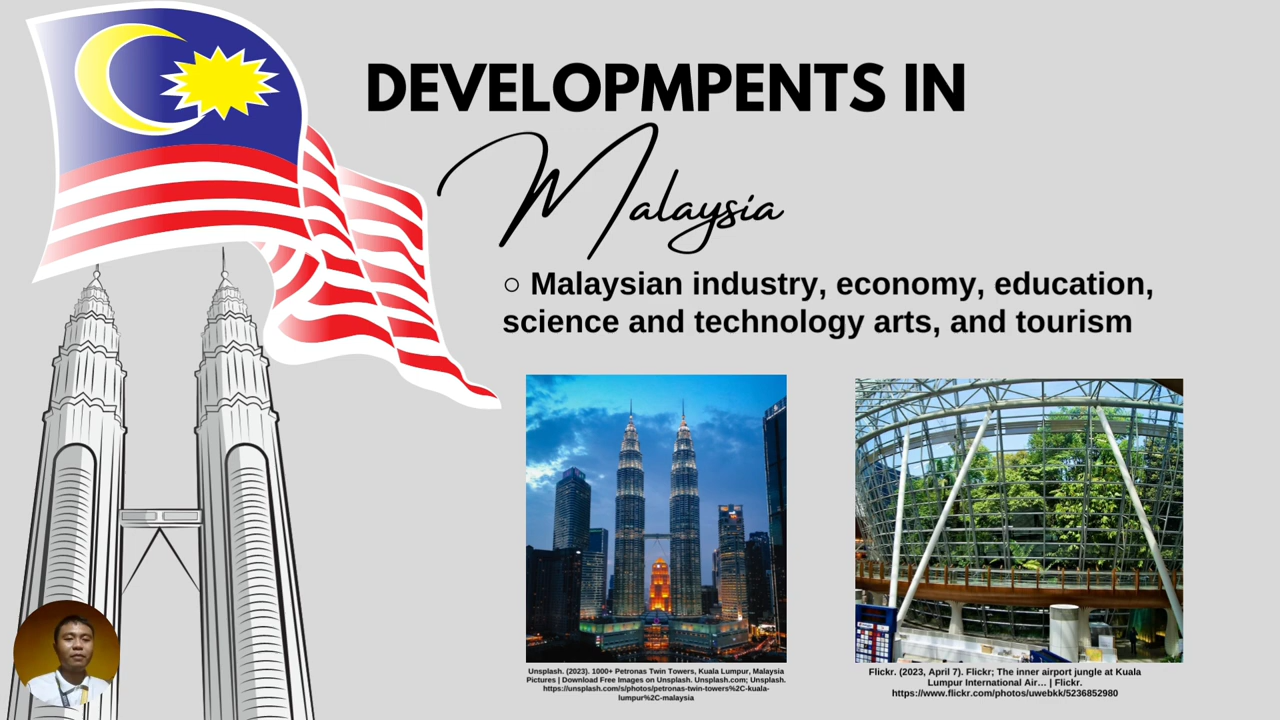 DEVELOPMPENTS IN
Malaysia
○ Malaysian industry, economy, education,
science and technology arts, and tourism
Unsplash. (2023). 1000+ Petronas Twin Towers, Kuala Lumpur, Malaysia
Pictures | Download Free Images on Unsplash. Unsplash.com; Unsplash.
https://unsplash.com/s/photos/petronas-twin-towers%2C-kuala-
lumpur%2C-malaysia
Flickr. (2023, April 7). Flickr; The inner airport jungle at Kuala
Lumpur International Air... | Flickr.
https://www.flickr.com/photos/uwebkk/5236852980